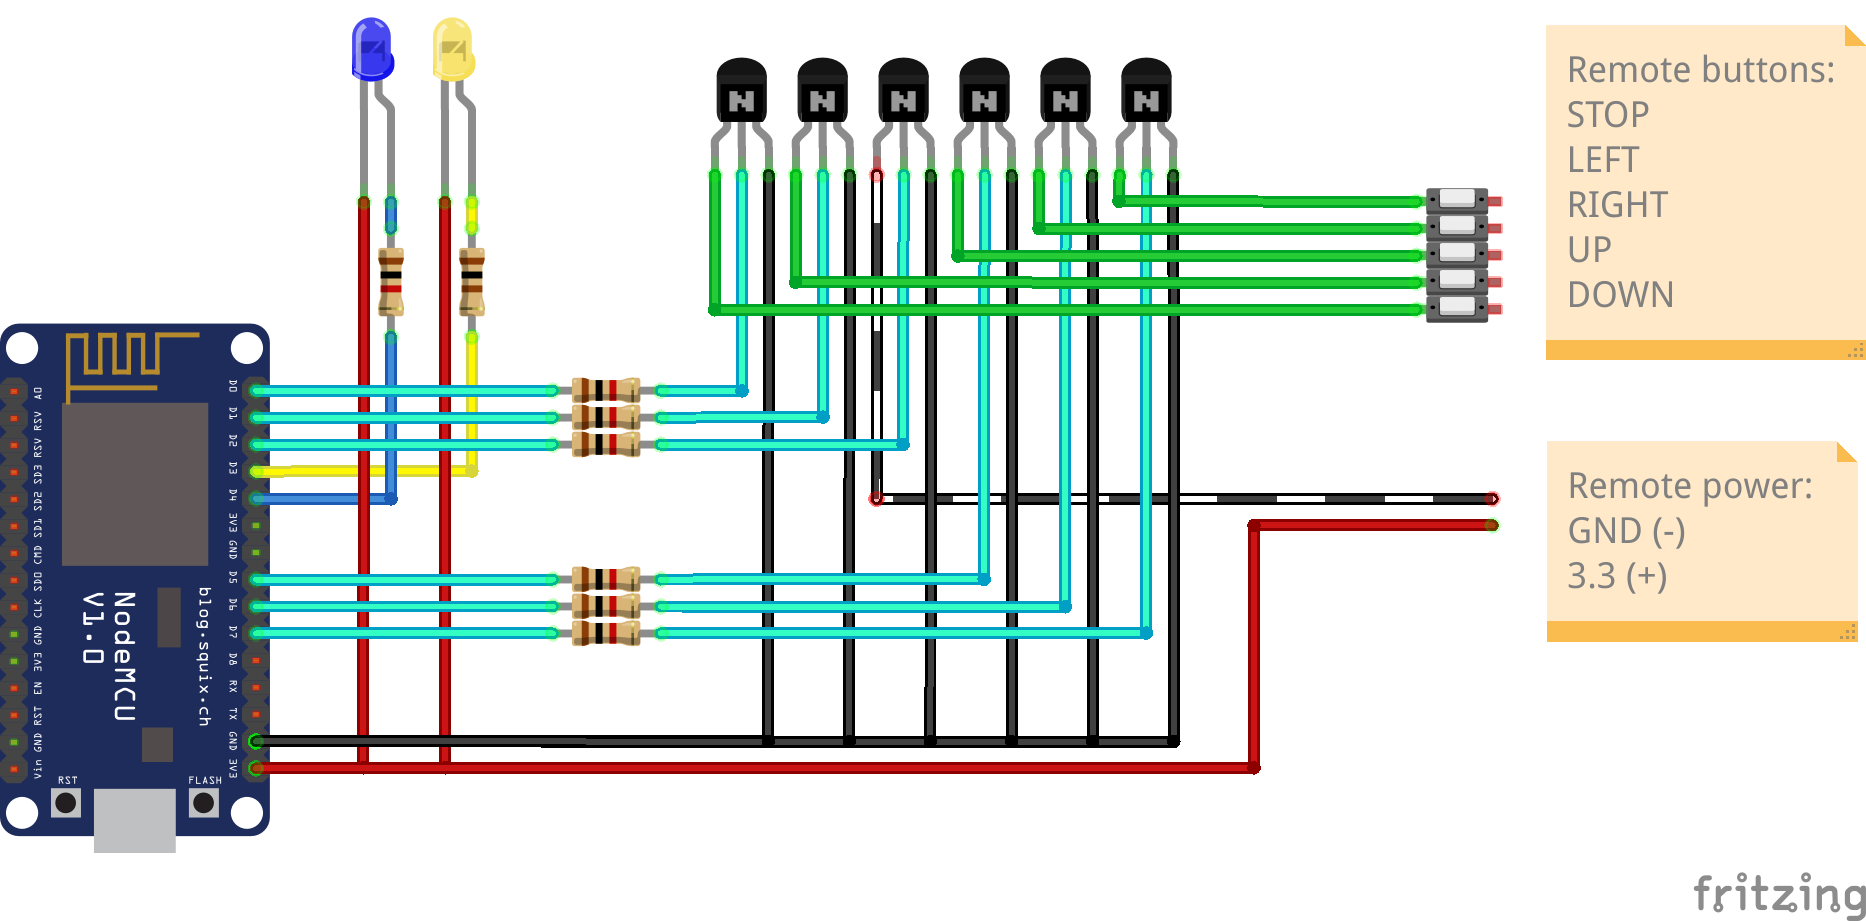 Remote buttons:
STOP
LEFT
RIGHT
UP
DOWN
Remote power:
GND (-)
3.3 (+)
N
N
N
N
N
N
A0
RSV
RSV
SD3
SD2
SD1
CMD
SD0
CLK
GND
3V3
EN
RST
GND
Vin
D0
D1
D2
D3
D4
3V3
GND
D5
D6
D7
D8
RX
TX
GND
3V3
NodeMCU
V1.0
blog.squix.ch
RST
FLASH
fritzing